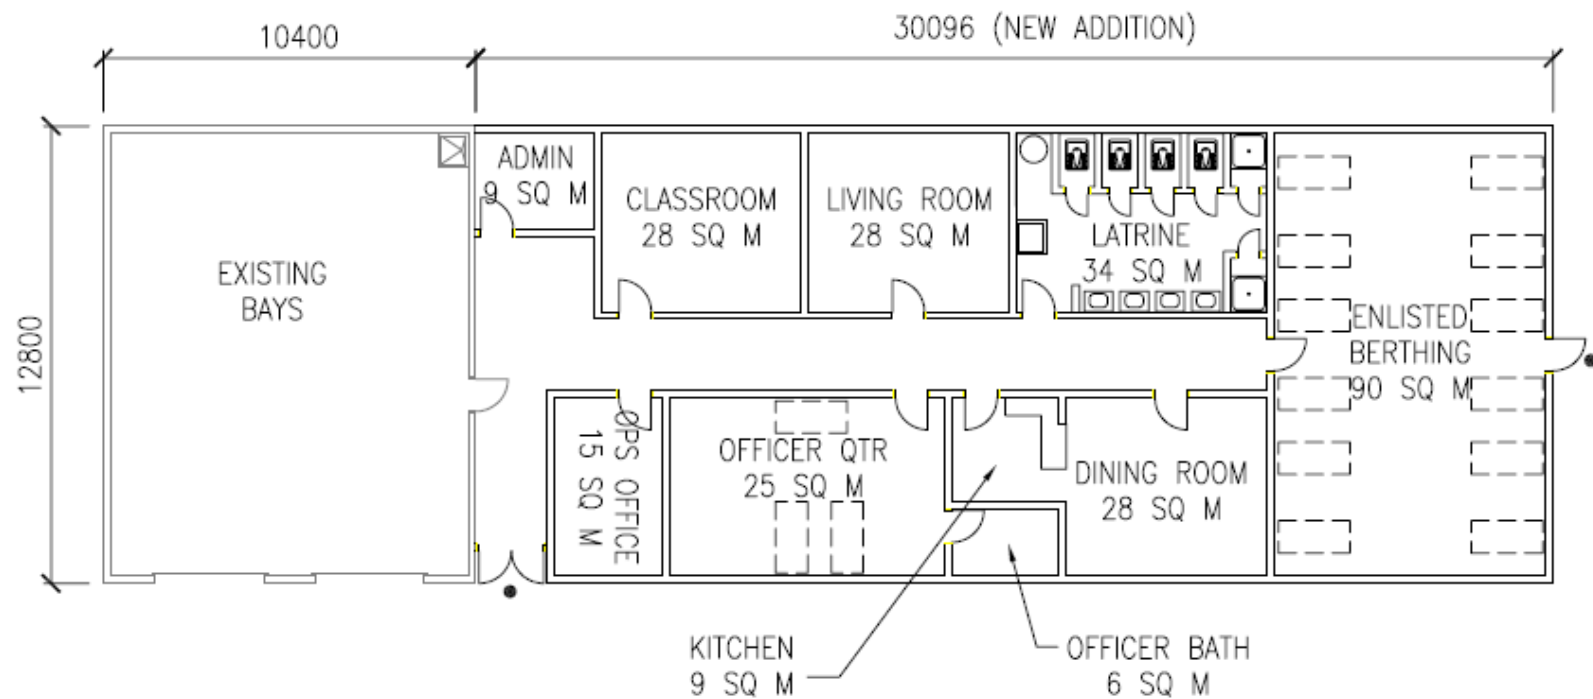 10400
30096 (NEW ADDITION)
12800
EXISTING
BAYS
ADMIN
9 SQ M
CLASSROOM
28 SQ M
LIVING ROOM
28 SQ M
LATRINE
34 SQ M
ENLISTED
BERTHING
90 SQ M
OPS OFFICE
15 SQ M
OFFICER QTR
25 SQ M
DINING ROOM
28 SQ M
KITCHEN
9 SQ M
OFFICER BATH
6 SQ M